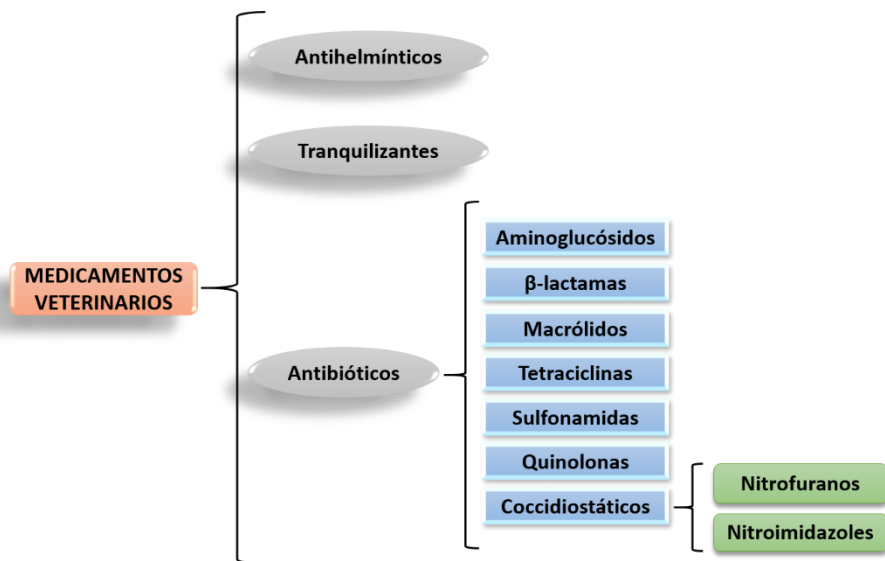 Antihelmínticos
Tranquilizantes
MEDICAMENTOS
VETERINARIOS
Antibióticos
Aminoglucósidos
β-lactamas
Macrólidos
Tetraciclinas
Sulfonamidas
Quinolonas
Coccidiostáticos
Nitrofuranos
Nitroimidazoles